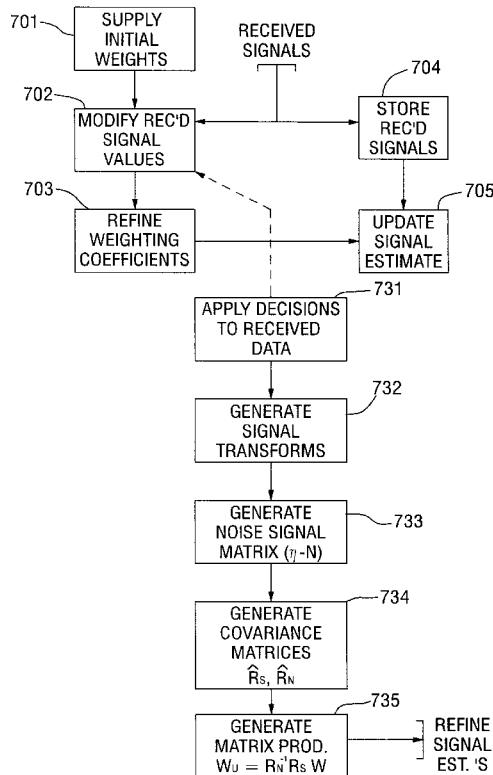 701
SUPPLY
INITIAL
WEIGHTS
RECEIVED
SIGNALS
702
MODIFY REC'D
SIGNAL
VALUES
704
STORE
REC'D
SIGNALS
703
REFINE
WEIGHTING
COEFFICIENTS
705
UPDATE
SIGNAL
ESTIMATE
731
APPLY DECISIONS
TO RECEIVED
DATA
732
GENERATE
SIGNAL
TRANSFORMS
733
GENERATE
NOISE SIGNAL
MATRIX (η-N)
734
GENERATE
COVARIANCE
MATRICES
R̂S, R̂N
735
GENERATE
MATRIX PROD.
WU = RN⁻¹RS W
REFINE
SIGNAL
EST. 'S